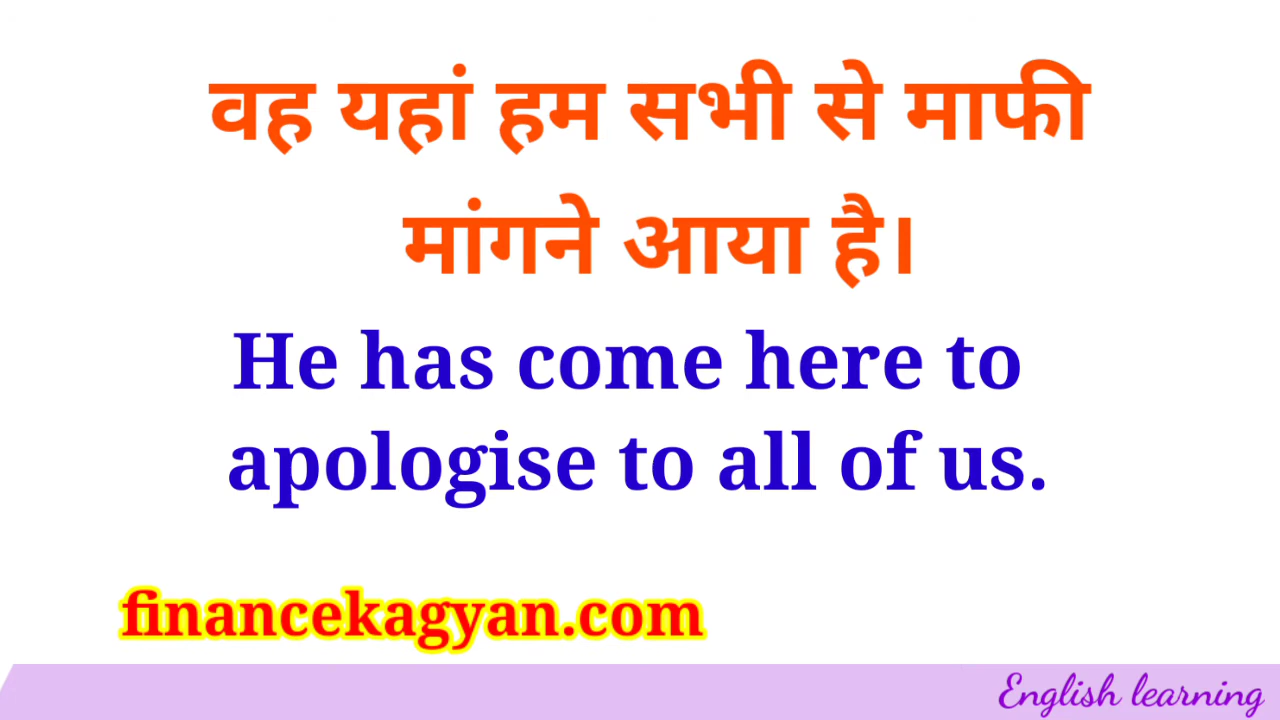 वह यहां हम सभी से माफी
मांगने आया है।
He has come here to
apologise to all of us.
financekagyan.com
English learning